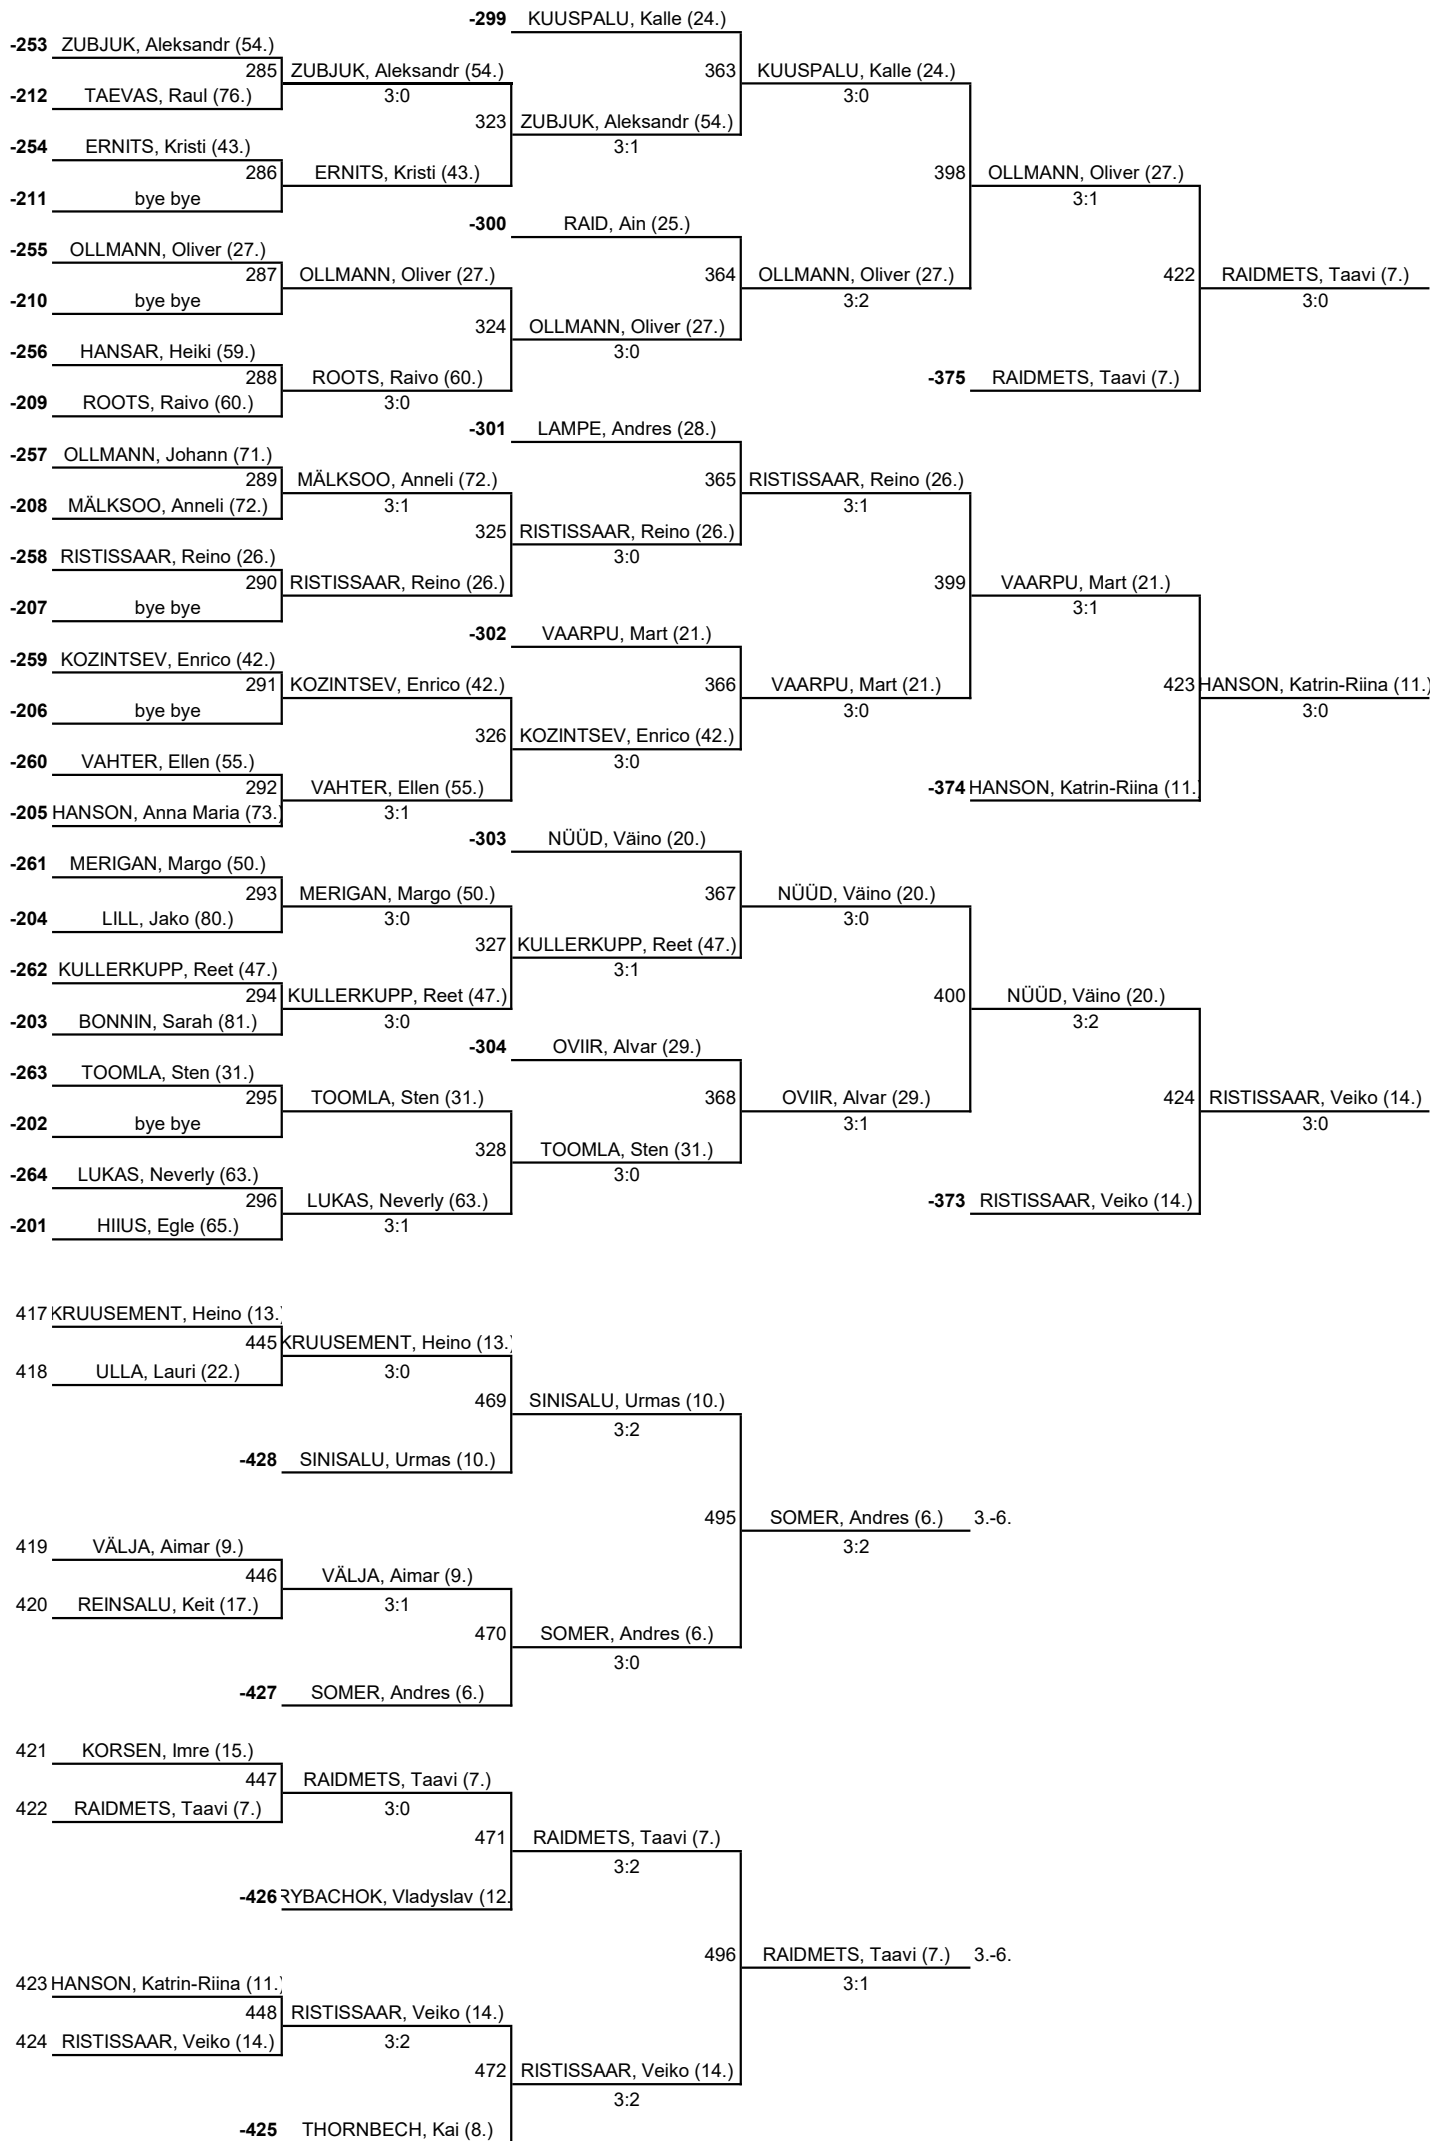 -299 KUUSPALU, Kalle (24.)
-253 ZUBJUK, Aleksandr (54.)
285 ZUBJUK, Aleksandr (54.) 363 KUUSPALU, Kalle (24.)
-212 TAEVAS, Raul (76.) 3:0 3:0
323 ZUBJUK, Aleksandr (54.)
-254 ERNITS, Kristi (43.) 3:1
286 ERNITS, Kristi (43.) 398 OLLMANN, Oliver (27.)
-211 bye bye 3:1
-300 RAID, Ain (25.)
-255 OLLMANN, Oliver (27.)
287 OLLMANN, Oliver (27.) 364 OLLMANN, Oliver (27.) 422 RAIDMETS, Taavi (7.)
-210 bye bye 3:2 3:0
324 OLLMANN, Oliver (27.)
-256 HANSAR, Heiki (59.) 3:0
288 ROOTS, Raivo (60.) -375 RAIDMETS, Taavi (7.)
-209 ROOTS, Raivo (60.) 3:0
-301 LAMPE, Andres (28.)
-257 OLLMANN, Johann (71.)
289 MÄLKSOO, Anneli (72.) 365 RISTISSAAR, Reino (26.)
-208 MÄLKSOO, Anneli (72.) 3:1 3:1
325 RISTISSAAR, Reino (26.)
-258 RISTISSAAR, Reino (26.) 3:0
290 RISTISSAAR, Reino (26.) 399 VAARPU, Mart (21.)
-207 bye bye 3:1
-302 VAARPU, Mart (21.)
-259 KOZINTSEV, Enrico (42.)
291 KOZINTSEV, Enrico (42.) 366 VAARPU, Mart (21.) 423 HANSON, Katrin-Riina (11.)
-206 bye bye 3:0 3:0
326 KOZINTSEV, Enrico (42.)
-260 VAHTER, Ellen (55.) 3:0
292 VAHTER, Ellen (55.) -374 HANSON, Katrin-Riina (11.)
-205 HANSON, Anna Maria (73.) 3:1
-303 NÜÜD, Väino (20.)
-261 MERIGAN, Margo (50.)
293 MERIGAN, Margo (50.) 367 NÜÜD, Väino (20.)
-204 LILL, Jako (80.) 3:0 3:0
327 KULLERKUPP, Reet (47.)
-262 KULLERKUPP, Reet (47.) 3:1
294 KULLERKUPP, Reet (47.) 400 NÜÜD, Väino (20.)
-203 BONNIN, Sarah (81.) 3:0 3:2
-304 OVIIR, Alvar (29.)
-263 TOOMLA, Sten (31.)
295 TOOMLA, Sten (31.) 368 OVIIR, Alvar (29.) 424 RISTISSAAR, Veiko (14.)
-202 bye bye 3:1 3:0
328 TOOMLA, Sten (31.)
-264 LUKAS, Neverly (63.) 3:0
296 LUKAS, Neverly (63.) -373 RISTISSAAR, Veiko (14.)
-201 HIIUS, Egle (65.) 3:1
417 KRUUSEMENT, Heino (13.)
445 KRUUSEMENT, Heino (13.)
418 ULLA, Lauri (22.) 3:0
469 SINISALU, Urmas (10.)
3:2
-428 SINISALU, Urmas (10.)
495 SOMER, Andres (6.) 3.-6.
419 VÄLJA, Aimar (9.) 3:2
446 VÄLJA, Aimar (9.)
420 REINSALU, Keit (17.) 3:1
470 SOMER, Andres (6.)
3:0
-427 SOMER, Andres (6.)
421 KORSEN, Imre (15.)
447 RAIDMETS, Taavi (7.)
422 RAIDMETS, Taavi (7.) 3:0
471 RAIDMETS, Taavi (7.)
3:2
-426 RYBACHOK, Vladyslav (12.
496 RAIDMETS, Taavi (7.) 3.-6.
423 HANSON, Katrin-Riina (11.) 3:1
448 RISTISSAAR, Veiko (14.)
424 RISTISSAAR, Veiko (14.) 3:2
472 RISTISSAAR, Veiko (14.)
3:2
-425 THORNBECH, Kai (8.)